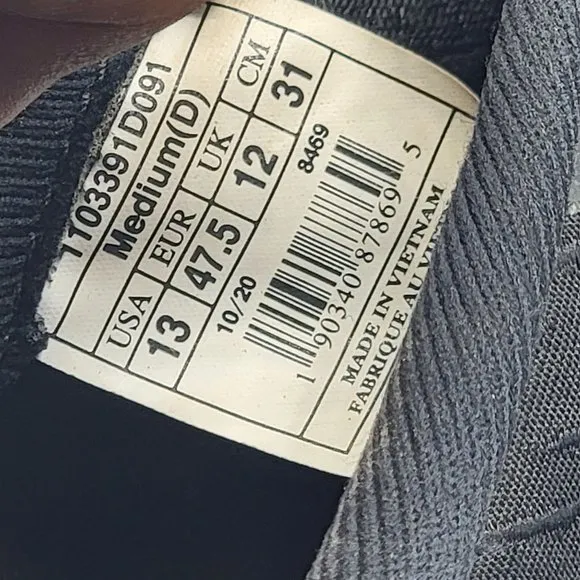 1103391D091
Medium(D)
USA EUR UK CM
13 47.5 12 31
10/20 8469
1 90340 87869 5
MADE IN VIETNAM
FABRIQUE AU VI